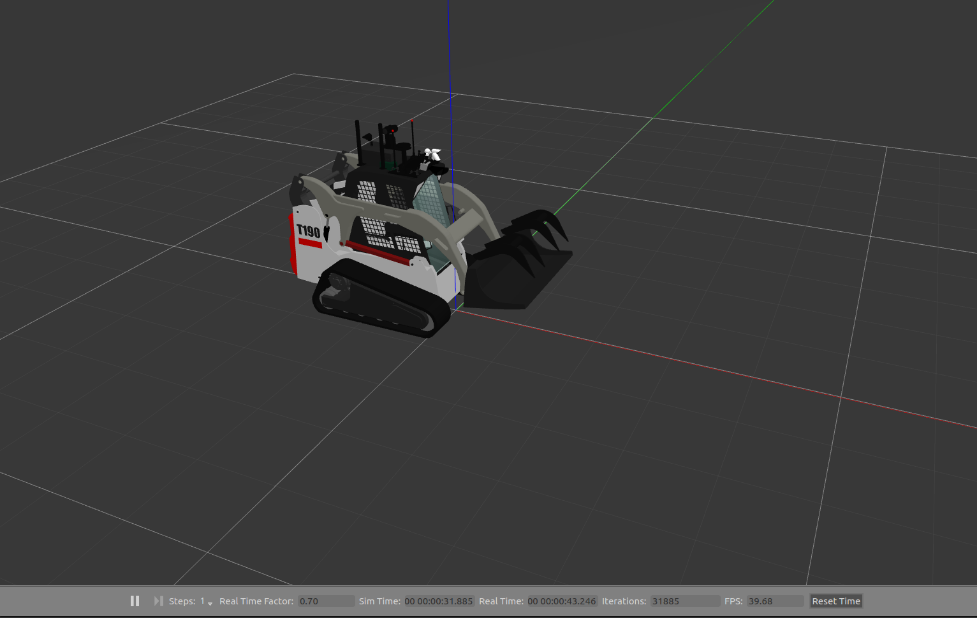 T190
Steps: 1 Real Time Factor: 0.70 Sim Time: 00 00:00:31.885 Real Time: 00 00:00:43.246 Iterations: 31885 FPS: 39.68 Reset Time